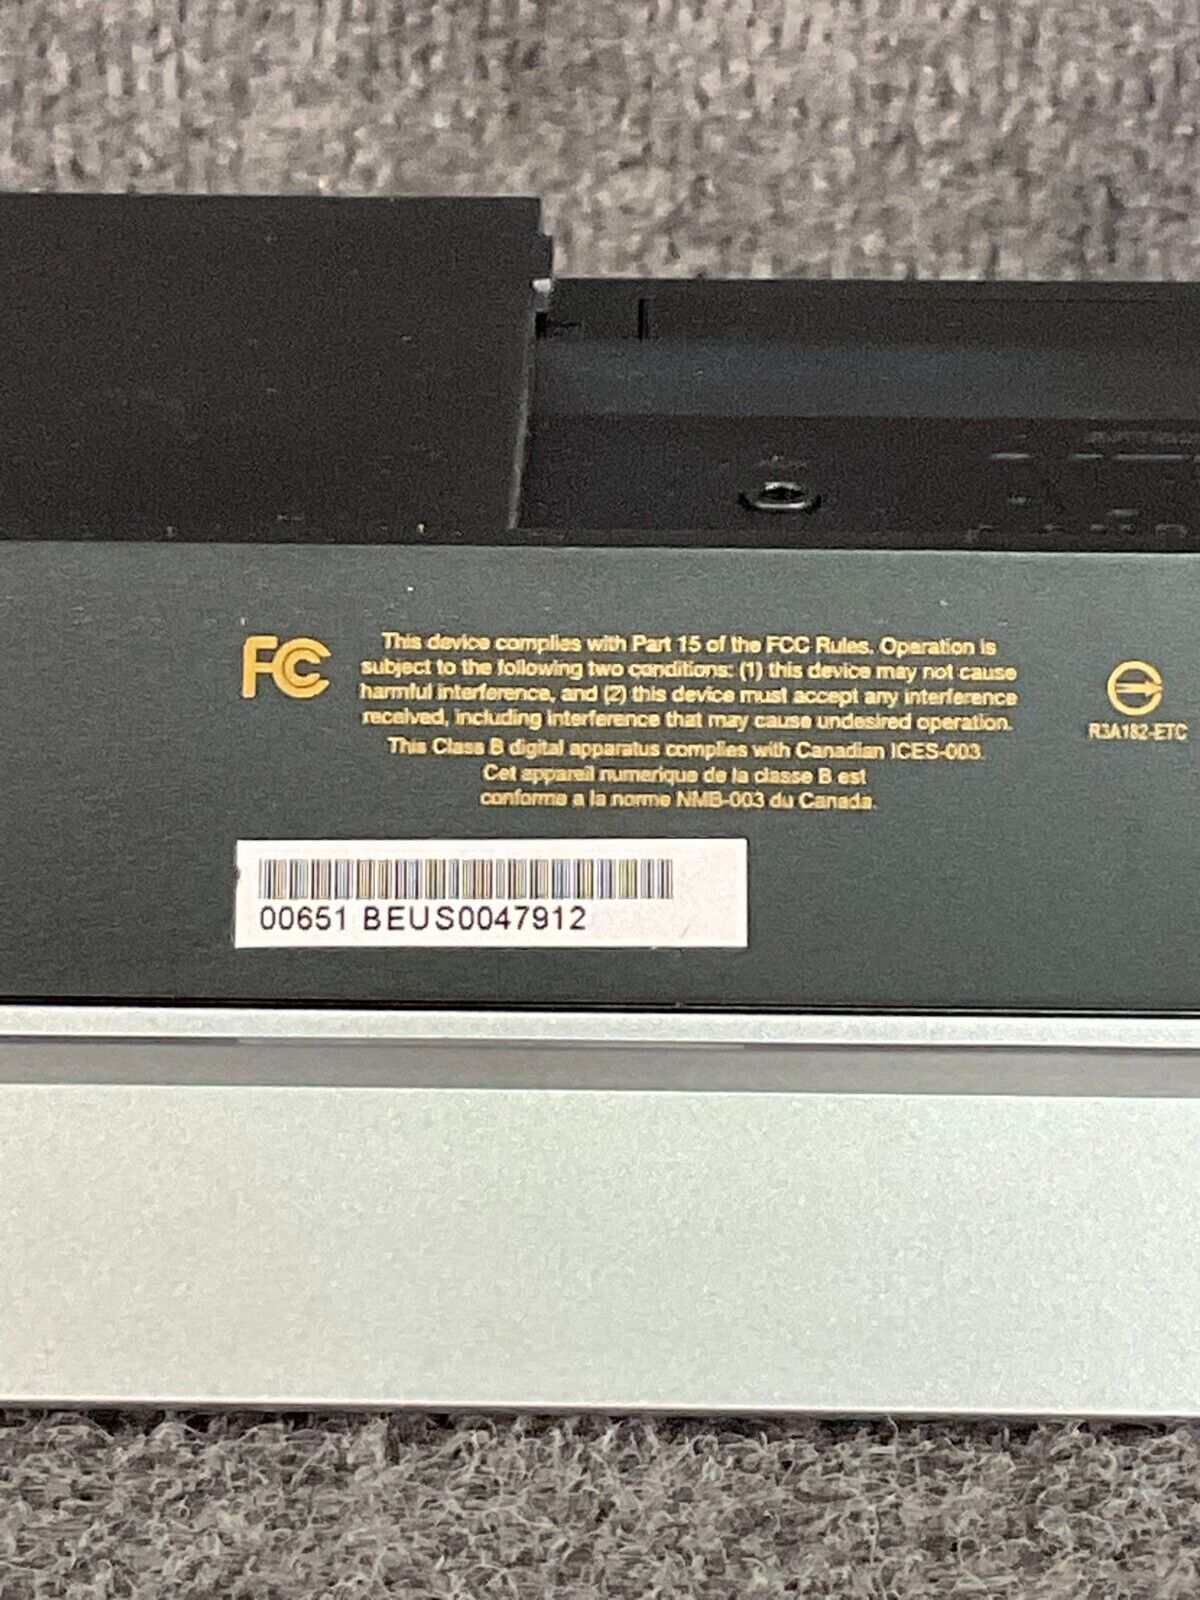 FC
This device complies with Part 15 of the FCC Rules. Operation is
subject to the following two conditions: (1) this device may not cause
harmful interference, and (2) this device must accept any interference
received, including interference that may cause undesired operation.
This Class B digital apparatus complies with Canadian ICES-003.
Cet appareil numerique de la classe B est
conforme a la norme NMB-003 du Canada.
R3A182-ETC
00651 BEUS0047912